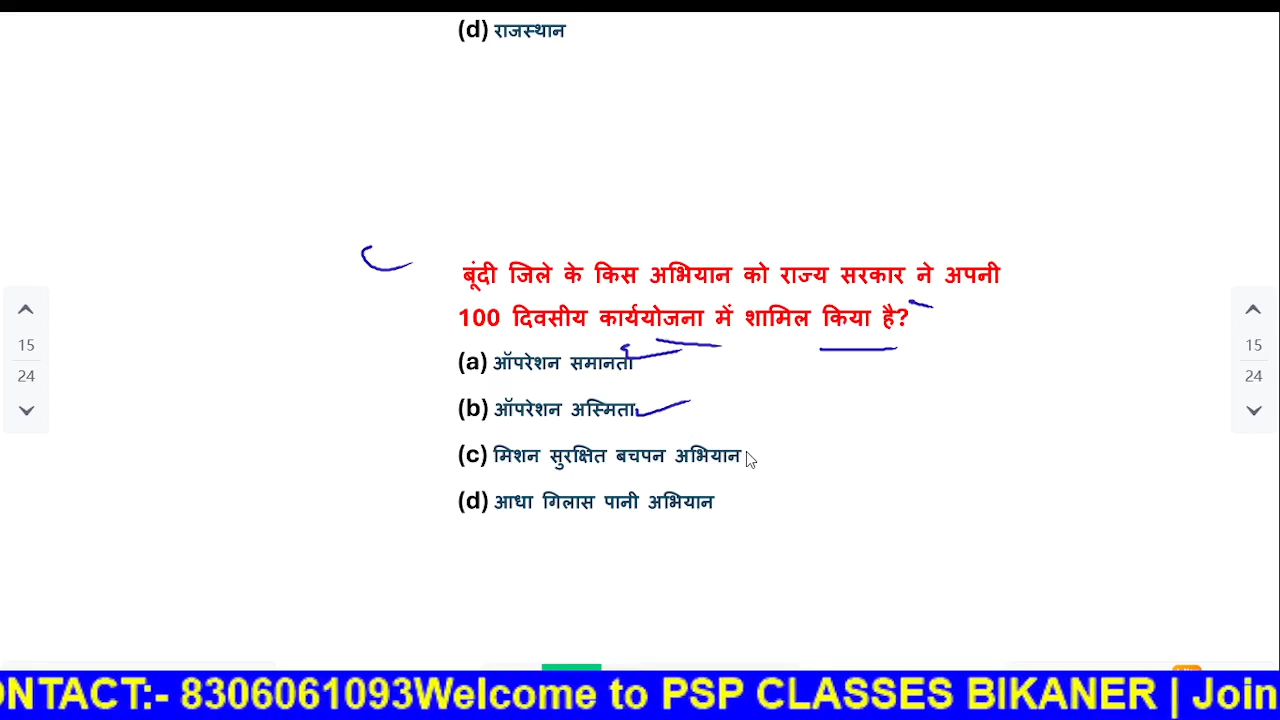 (d) राजस्थान
बूंदी जिले के किस अभियान को राज्य सरकार ने अपनी
100 दिवसीय कार्ययोजना में शामिल किया है?
(a) ऑपरेशन समानता
(b) ऑपरेशन अस्मिता
(c) मिशन सुरक्षित बचपन अभियान
(d) आधा गिलास पानी अभियान
15
24
15
24
ONTACT:- 8306061093Welcome to PSP CLASSES BIKANER | Join